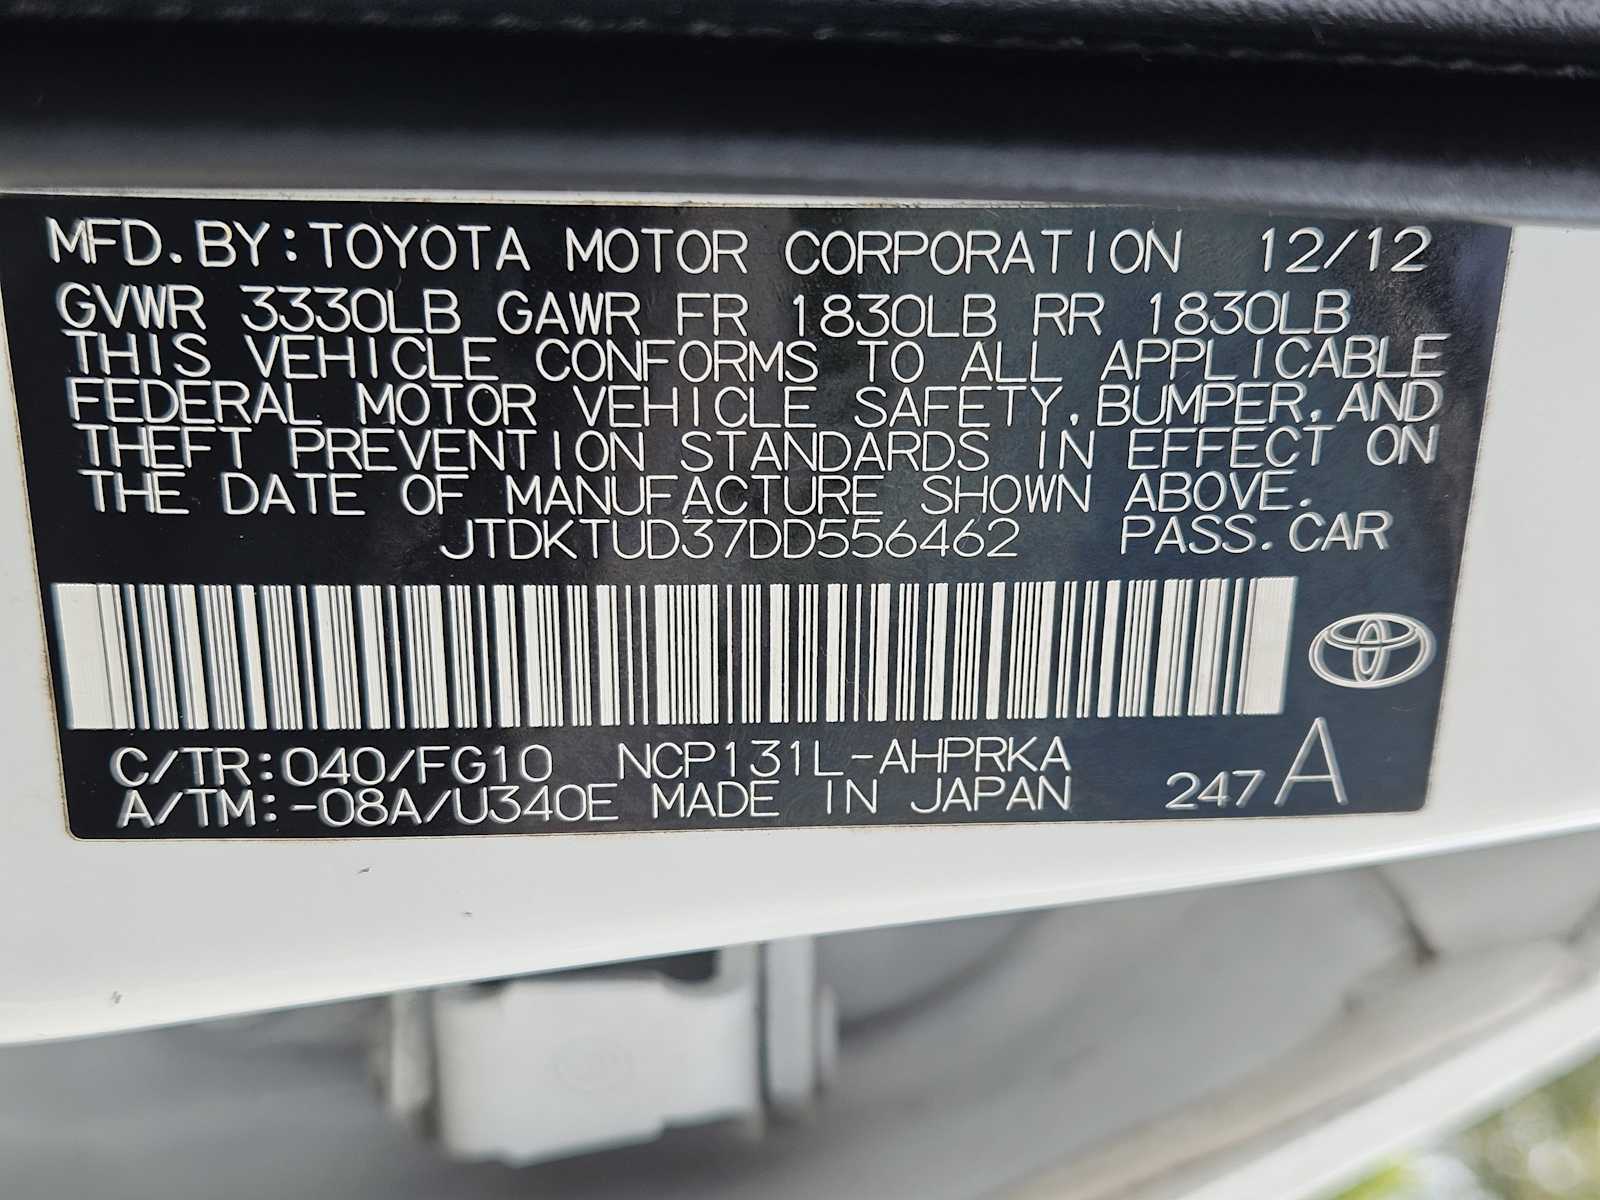 MFD. BY: TOYOTA MOTOR CORPORATION 12/12
GVWR 3330LB GAWR FR 1830LB RR 1830LB
THIS VEHICLE CONFORMS TO ALL APPLICABLE
FEDERAL MOTOR VEHICLE SAFETY, BUMPER, AND
THEFT PREVENTION STANDARDS IN EFFECT ON
THE DATE OF MANUFACTURE SHOWN ABOVE.
JTDKTUD37DD556462 PASS. CAR
C/TR:040/FG10 NCP131L-AHPRKA
A/TM:-08A/U340E MADE IN JAPAN 247 A